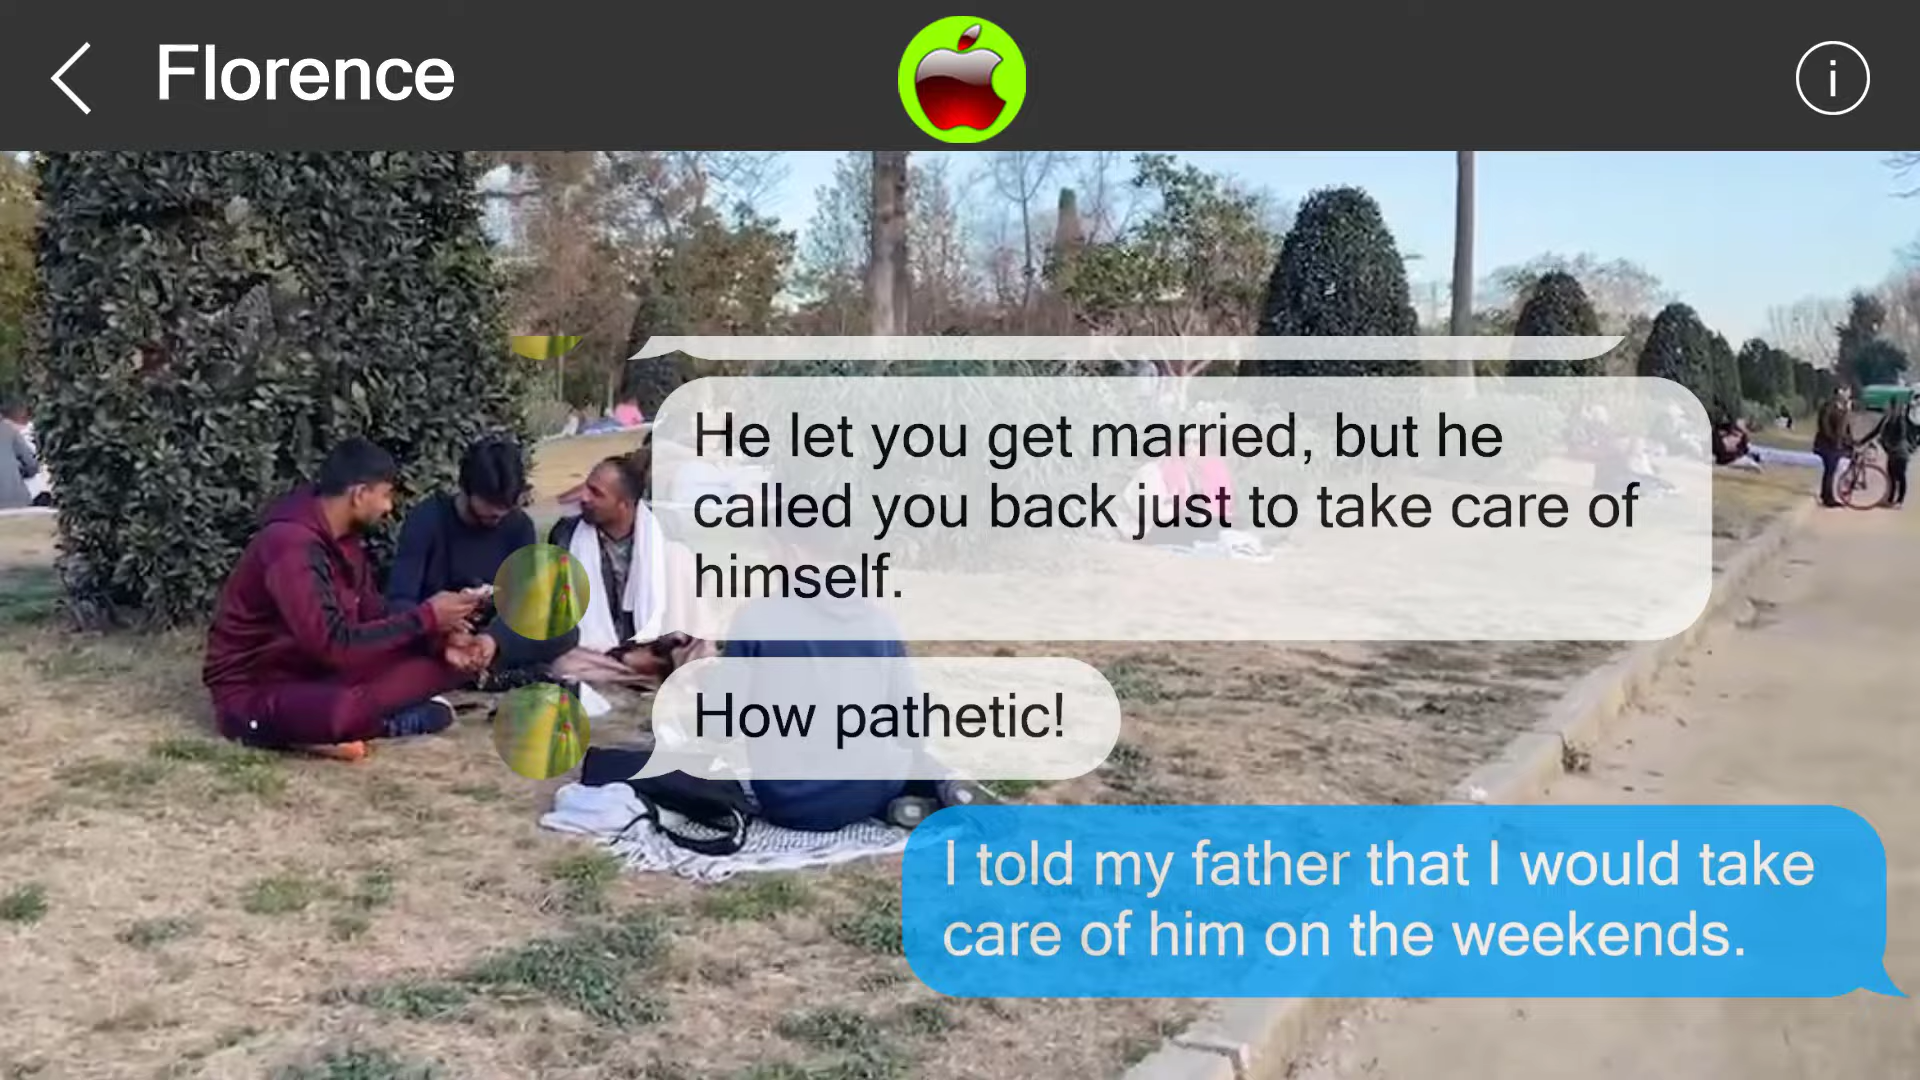 Florence
i
He let you get married, but he
called you back just to take care of
himself.
How pathetic!
I told my father that I would take
care of him on the weekends.